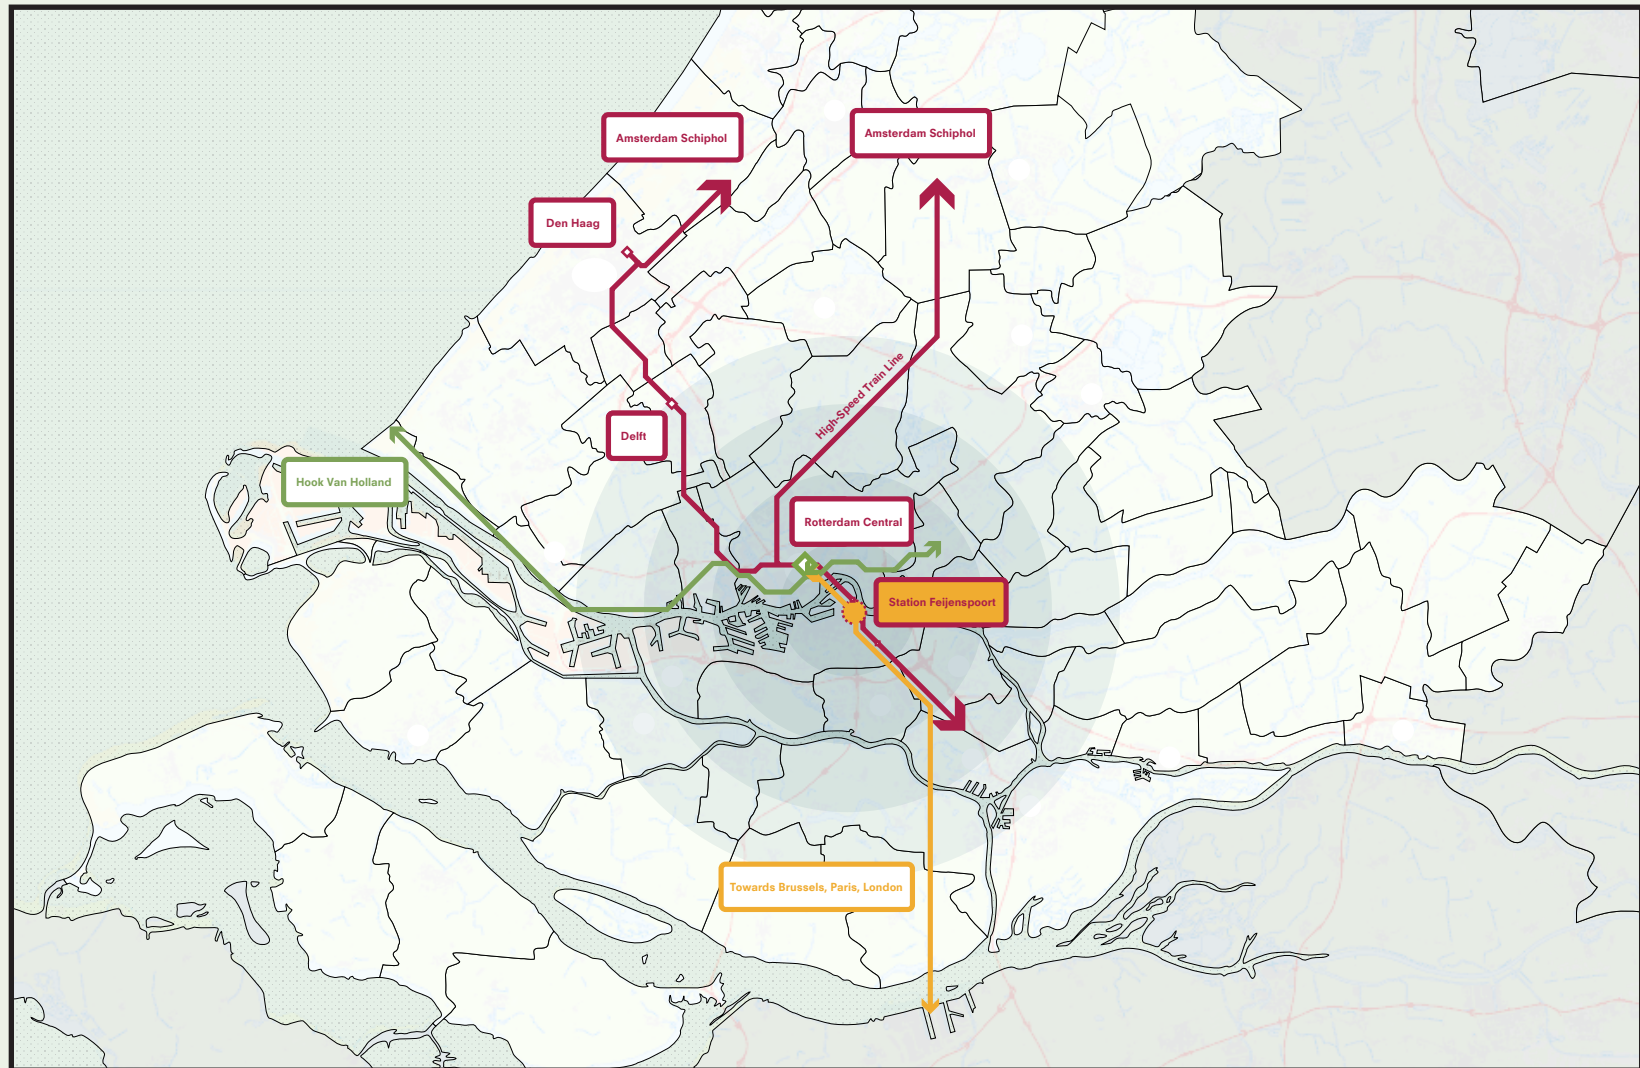 Amsterdam Schiphol
Amsterdam Schiphol
Den Haag
High-Speed Train Line
Delft
Hook Van Holland
Rotterdam Central
Station Feijenspoort
Towards Brussels, Paris, London